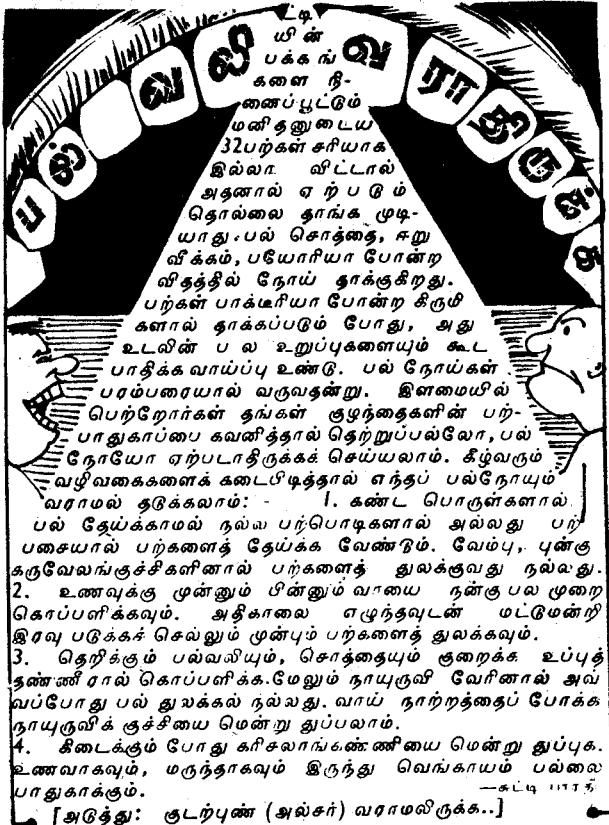 பல் வலி வராதிருக்க
ட்டி
யின்
பக்கங்
களை நி-
னைப்பூட்டும்
மனிதனுடைய
32பற்கள் சரியாக
இல்லா விட்டால்
அதனால் ஏற்படும்
தொல்லை தாங்க முடி-
யாது. பல் சொத்தை, ஈறு
வீக்கம், பயோரியா போன்ற
விதத்தில் நோய் தாக்குகிறது.
பற்கள் பாக்டீரியா போன்ற கிருமி
களால் தாக்கப்படும் போது, அது
உடலின் பல உறுப்புகளையும் கூட
பாதிக்க வாய்ப்பு உண்டு. பல் நோய்கள்
பரம்பரையால் வருவதன்று. இளமையில்
பெற்றோர்கள் தங்கள் குழந்தைகளின் பற்-
பாதுகாப்பை கவனித்தால் தெற்றுப்பல்லோ, பல்
நோயோ ஏற்படாதிருக்கச் செய்யலாம். கீழ்வரும்
வழிவகைகளைக் கடைபிடித்தால் எந்தப் பல்நோயும்
வராமல் தடுக்கலாம்: - 1. கண்ட பொருள்களால்
பல் தேய்க்காமல் நல்ல பற்பொடிகளால் அல்லது பற்
பசையால் பற்களைத் தேய்க்க வேண்டும். வேம்பு, புன்கு
கருவேலங்குச்சிகளினால் பற்களைத் துலக்குவது நல்லது.
2. உணவுக்கு முன்னும் பின்னும் வாயை நன்கு பல முறை
கொப்பளிக்கவும். அதிகாலை எழுந்தவுடன் மட்டுமன்றி
இரவு படுக்கச் செல்லும் முன்பும் பற்களைத் துலக்கவும்.
3. தெறிக்கும் பல்வலியும், சொத்தையும் குறைக்க உப்புத்
தண்ணீரால் கொப்பளிக்க. மேலும் நாயுருவி வேரினால் அவ்
வப்போது பல் துலக்கல் நல்லது. வாய் நாற்றத்தைப் போக்க
நாயுருவிக் குச்சியை மென்று துப்பலாம்.
4. கிடைக்கும் போது கரிசலாங்கண்ணியை மென்று துப்புக.
உணவாகவும், மருந்தாகவும் இருந்து வெங்காயம் பல்லை
பாதுகாக்கும்.
—சுட்டி பாரதி
[அடுத்து: குடற்புண் (அல்சர்) வராமலிருக்க..]